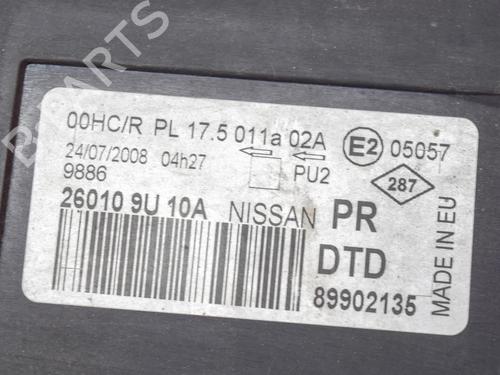 00HC/R PL 17.5 011a 02A E2 05057
24/07/2008 04h27 PU2
9886
287
26010 9U 10A NISSAN PR
DTD
89902135
MADE IN EU